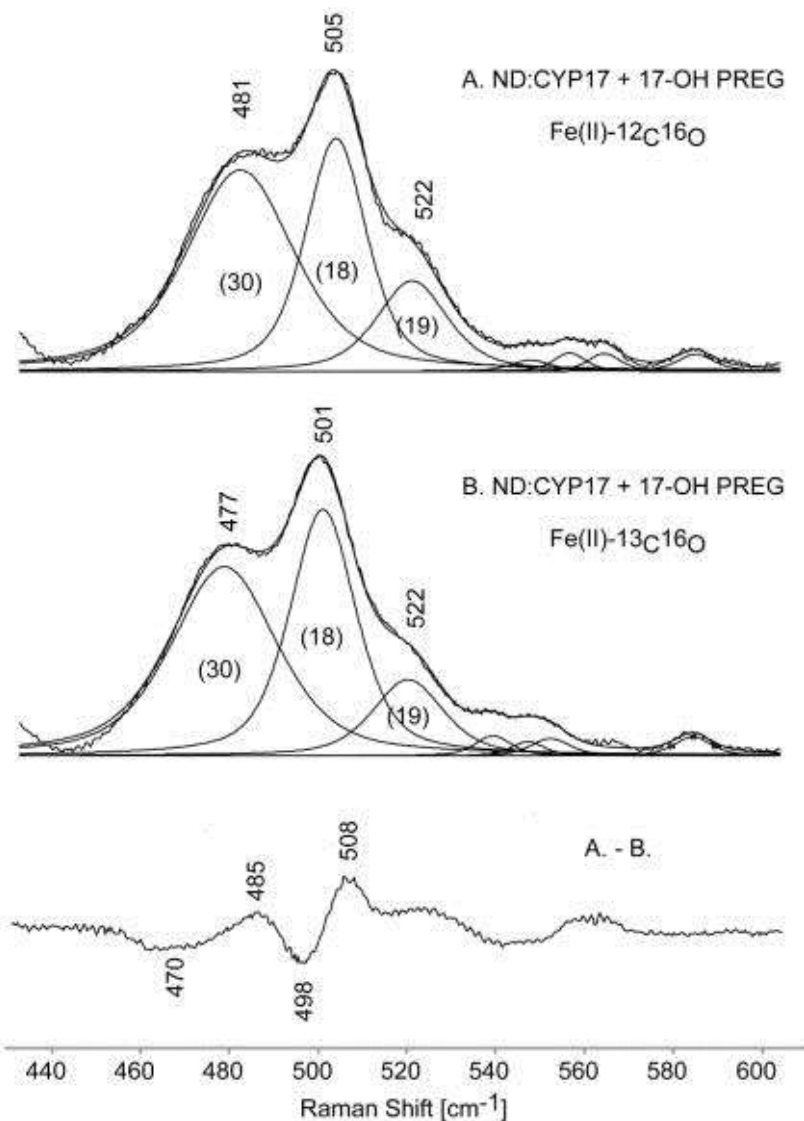 505
481
A. ND:CYP17 + 17-OH PREG
Fe(II)-12C16O
522
(30)
(18)
(19)
501
477
B. ND:CYP17 + 17-OH PREG
Fe(II)-13C16O
522
(30)
(18)
(19)
508
485
A. - B.
470
498
440 460 480 500 520 540 560 580 600
Raman Shift [cm-1]